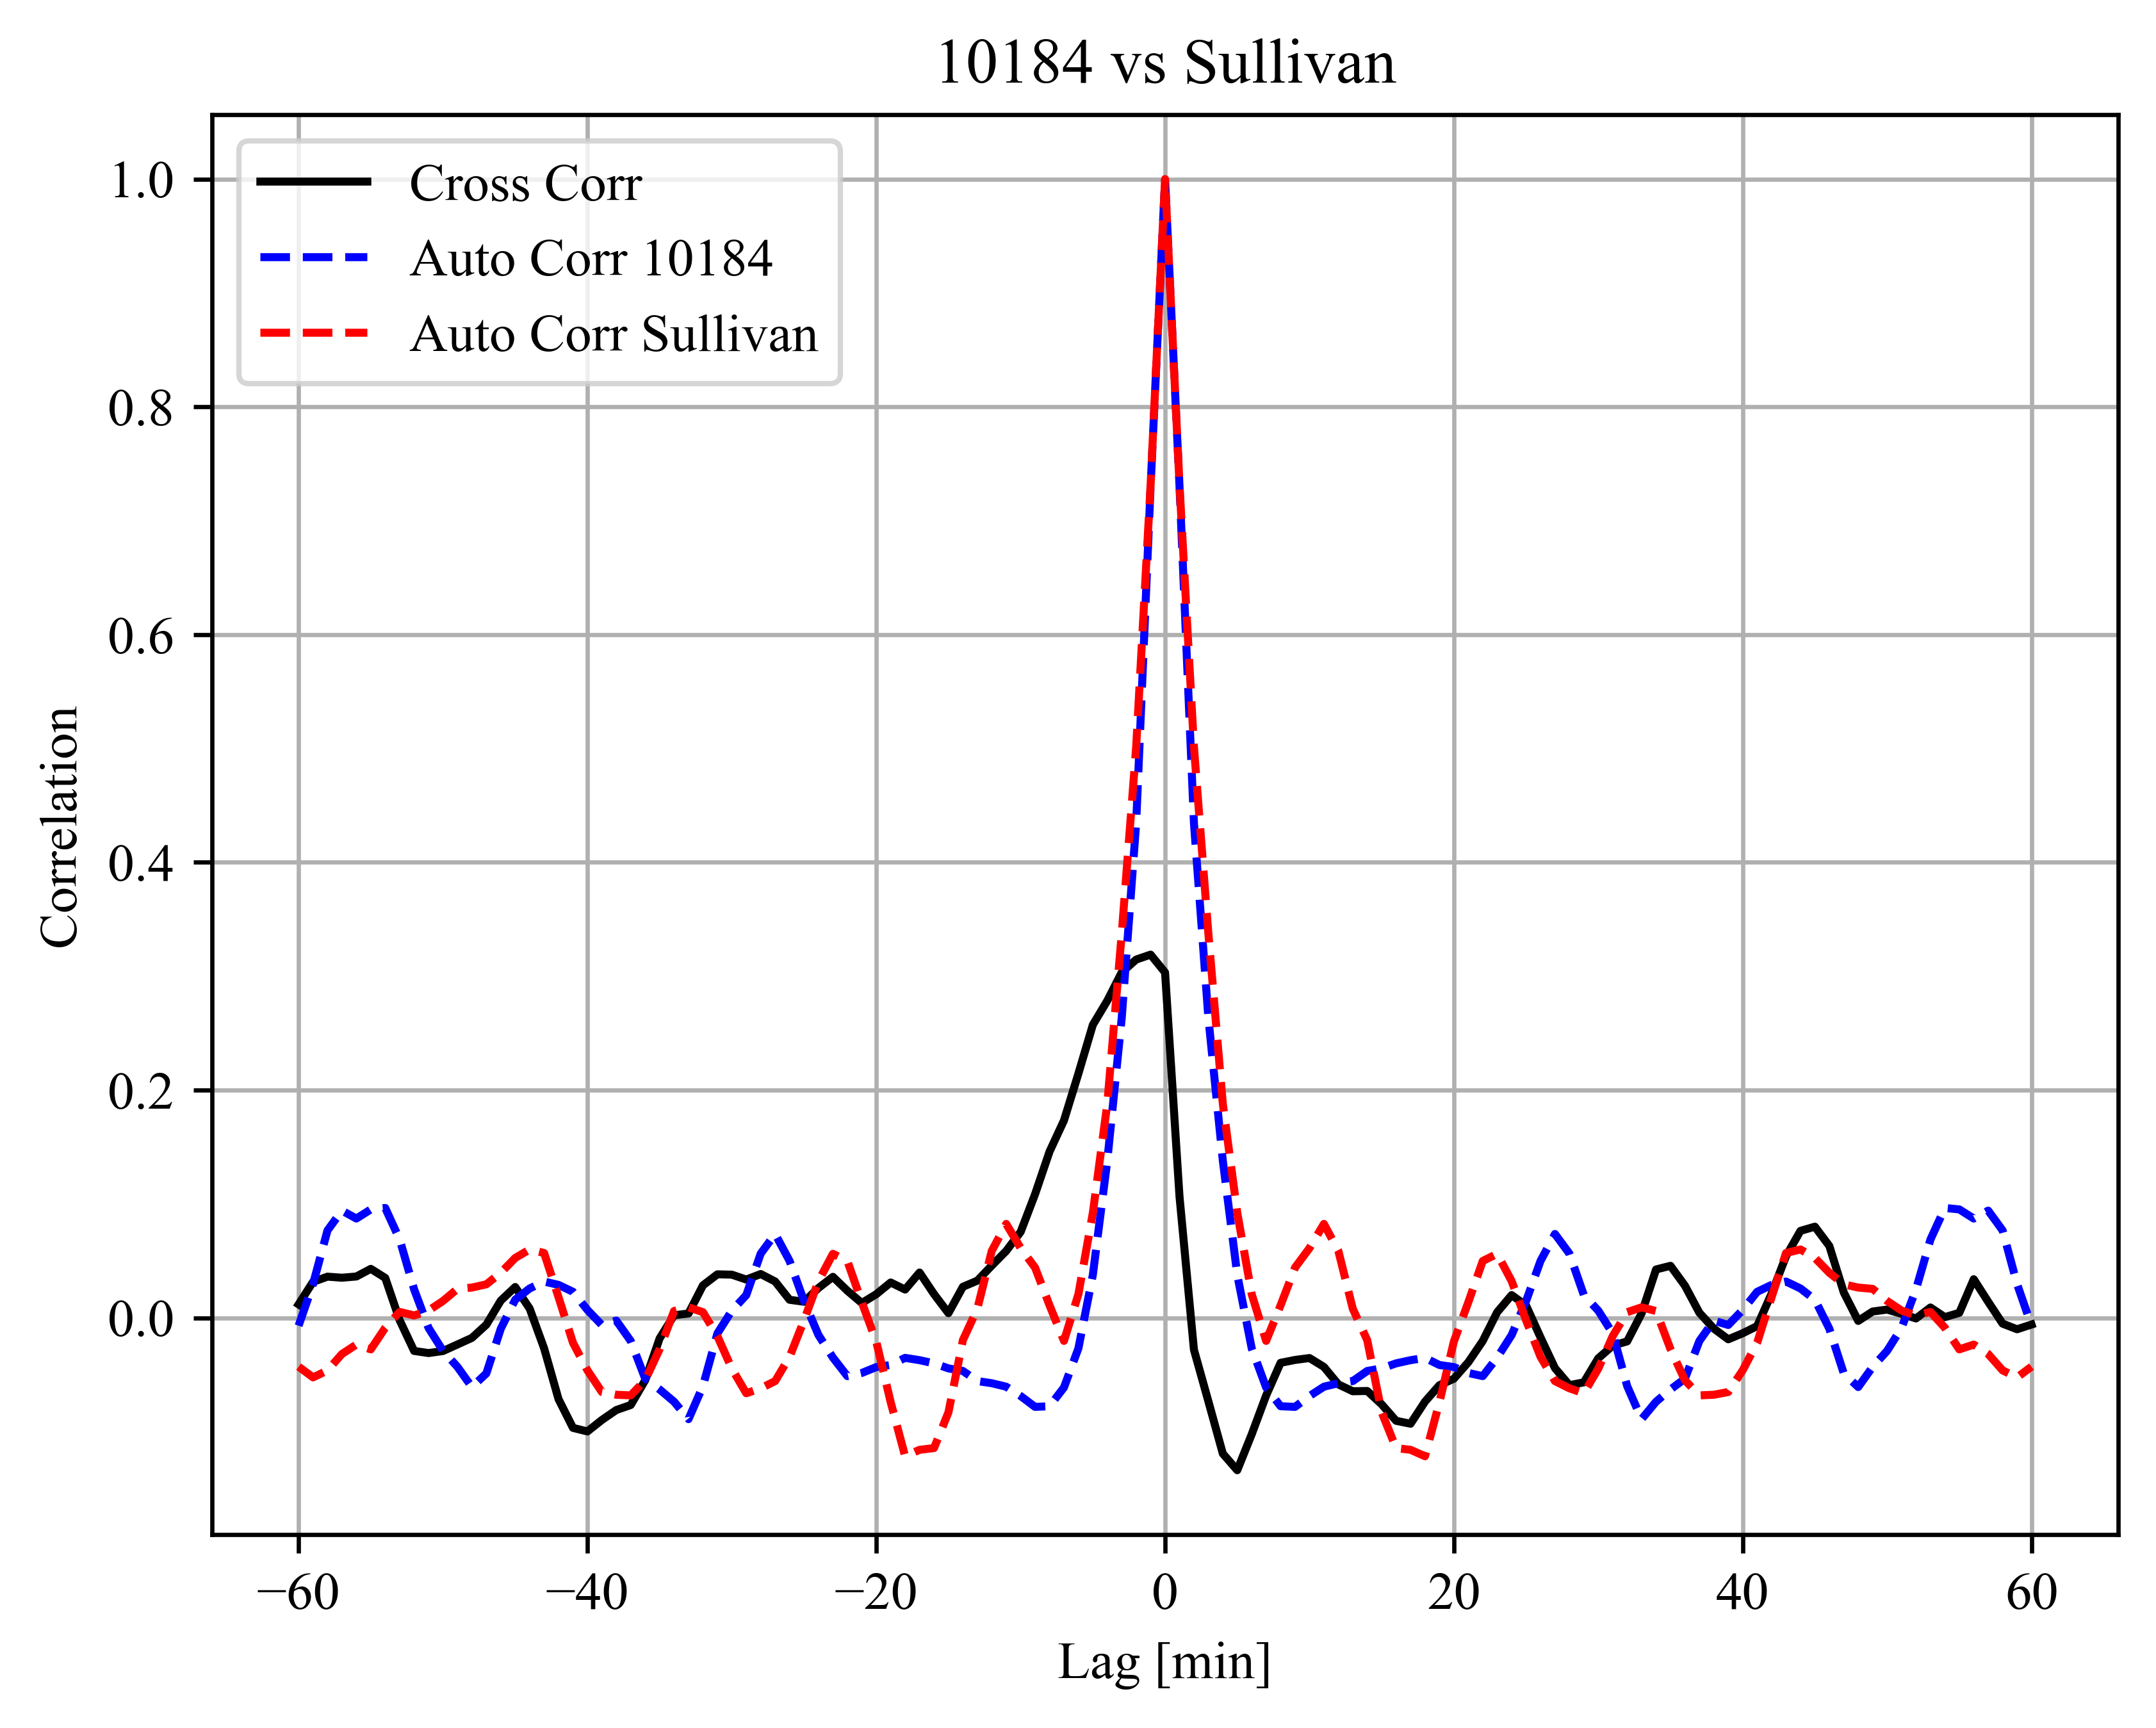 10184 vs Sullivan
Cross Corr
Auto Corr 10184
Auto Corr Sullivan
1.0
0.8
0.6
0.4
0.2
0.0
Correlation
−60 −40 −20 0 20 40 60
Lag [min]